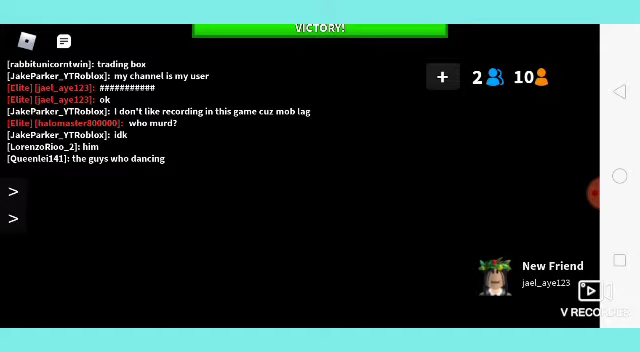 VICTORY!
[rabbitunicorntwin]: trading box
[JakeParker_YTRoblox]: my channel is my user
[Elite] [jael_aye123]: ###########
[Elite] [jael_aye123]: ok
[JakeParker_YTRoblox]: I don't like recording in this game cuz mob lag
[Elite] [halomaster800000]: who murd?
[JakeParker_YTRoblox]: idk
[LorenzoRioo_2]: him
[Queenlei141]: the guys who dancing
+ 2 10
>
>
New Friend
jael_aye123
V RECORDER